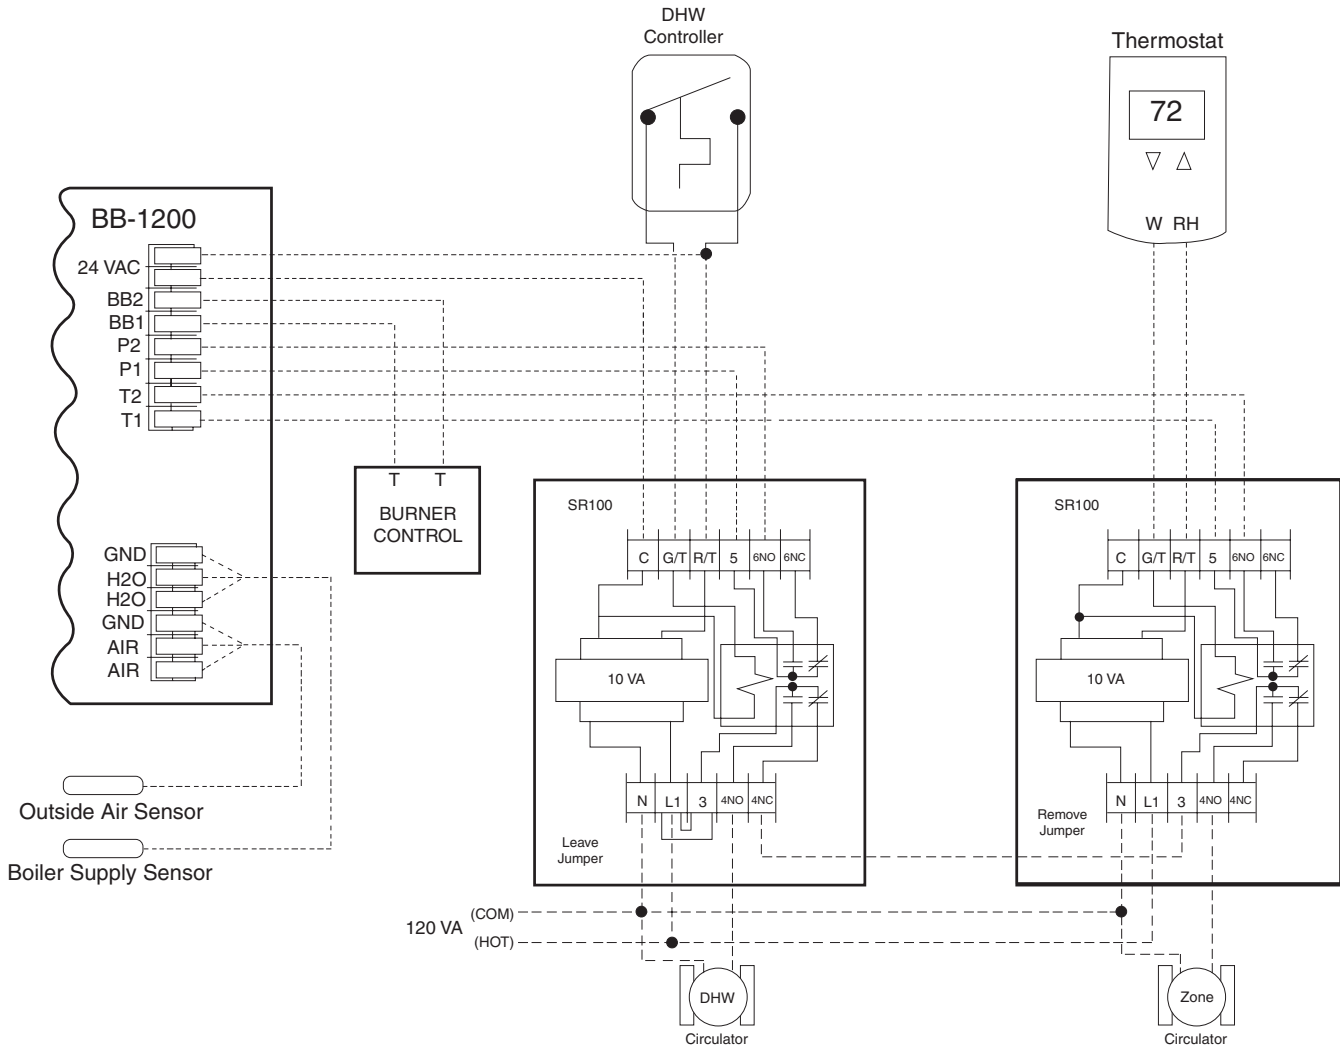 DHW
Controller
Thermostat
72
W RH
BB-1200
24 VAC
BB2
BB1
P2
P1
T2
T1
GND
H2O
H2O
GND
AIR
AIR
T T
BURNER
CONTROL
Outside Air Sensor
Boiler Supply Sensor
SR100
C G/T R/T 5 6NO 6NC
10 VA
N L1 3 4NO 4NC
Leave
Jumper
SR100
C G/T R/T 5 6NO 6NC
10 VA
N L1 3 4NO 4NC
Remove
Jumper
120 VA
(COM)
(HOT)
DHW
Circulator
Zone
Circulator